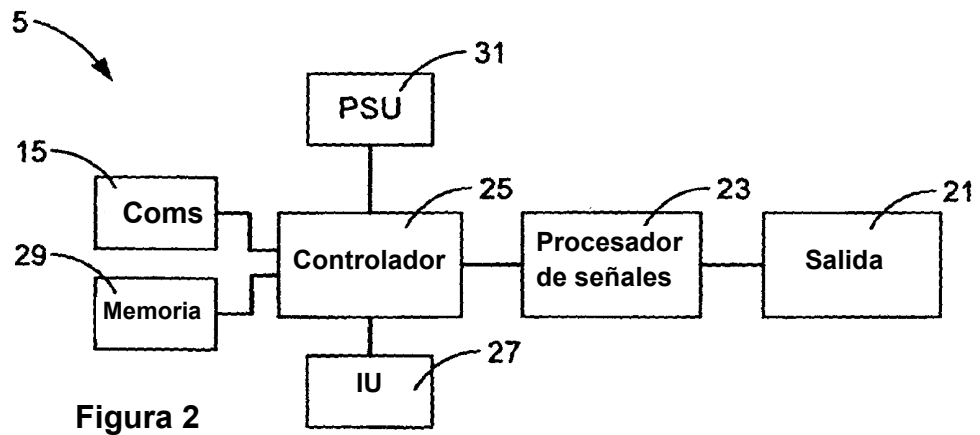 5
31
PSU
15
25
23
21
Coms
Controlador
Procesador
de señales
Salida
29
Memoria
IU
27
Figura 2